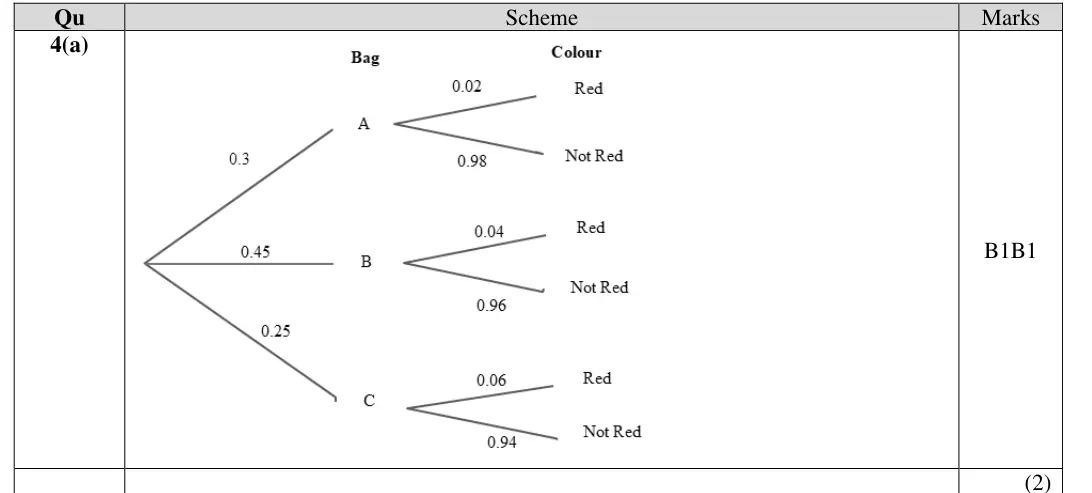 Qu Scheme Marks
4(a)
Bag Colour
0.02 Red
A
0.3
0.98 Not Red
0.04 Red
0.45 B B1B1
0.96 Not Red
0.25
0.06 Red
C
0.94 Not Red
(2)